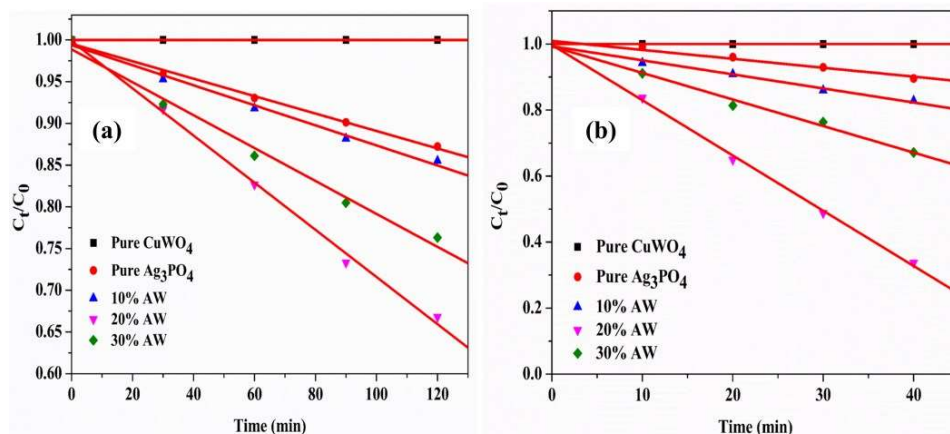 1.00
0.95
0.90
0.85
0.80
0.75
0.70
0.65
0.60
Cₜ/C₀
(a)
Pure CuWO₄
Pure Ag₃PO₄
10% AW
20% AW
30% AW
0 20 40 60 80 100 120
Time (min)
1.0
0.8
0.6
0.4
0.2
0.0
Cₜ/C₀
(b)
Pure CuWO₄
Pure Ag₃PO₄
10% AW
20% AW
30% AW
0 10 20 30 40
Time (min)